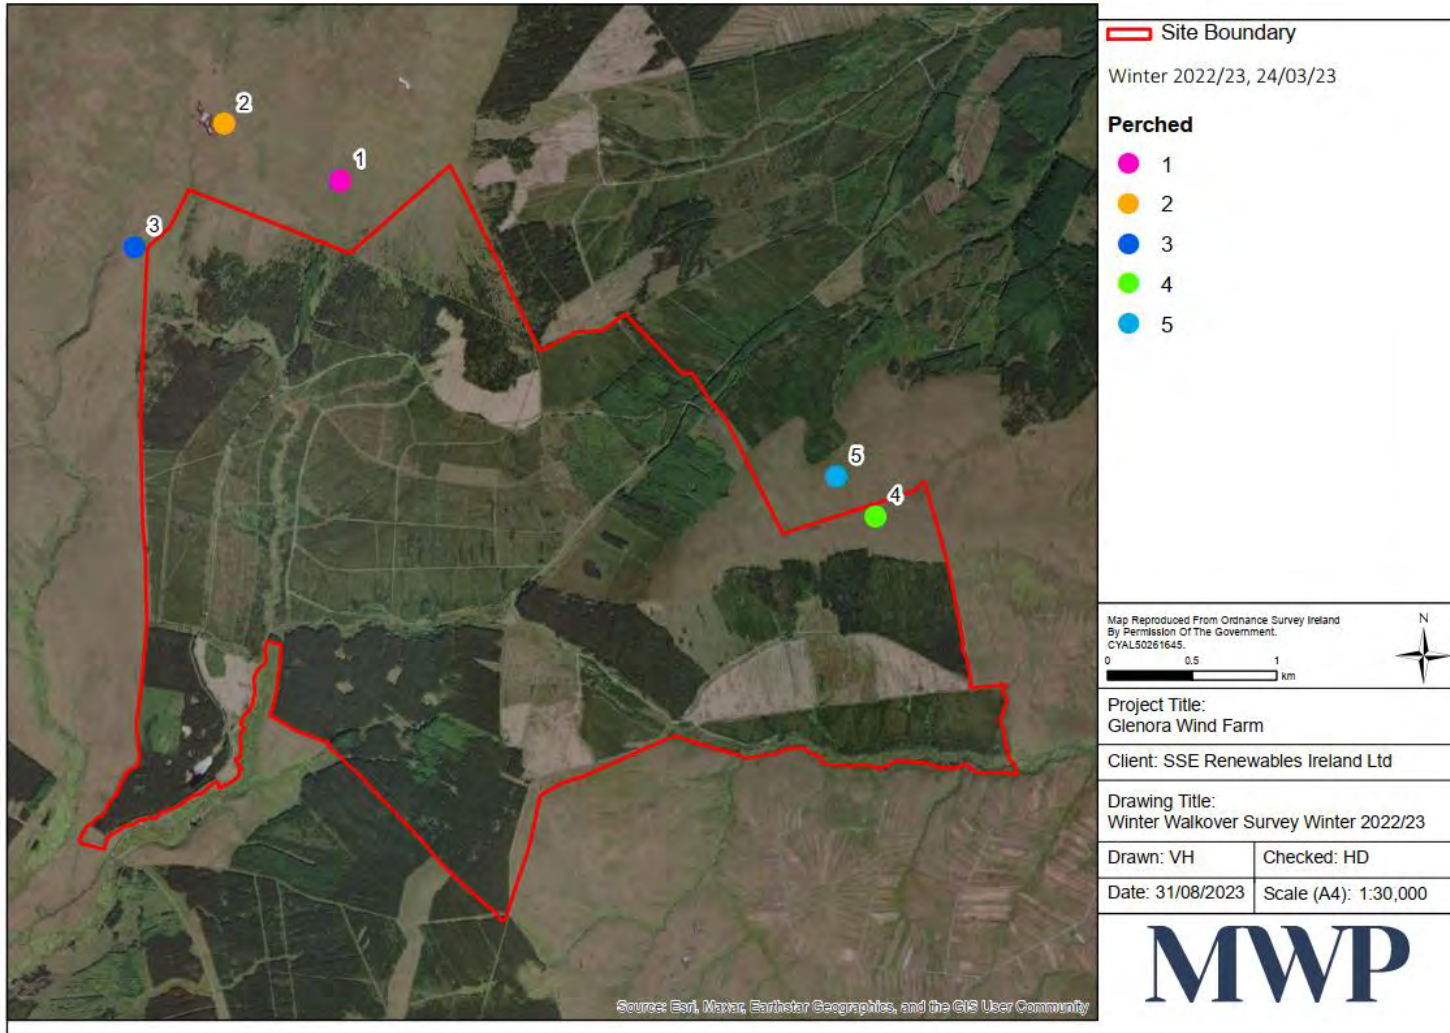 2
1
3
5
4
Source: Esri, Maxar, Earthstar Geographics, and the GIS User Community
Site Boundary
Winter 2022/23, 24/03/23
Perched
1
2
3
4
5
Map Reproduced From Ordnance Survey Ireland
By Permission Of The Government.
CYAL50261645.
N
0 0.5 1
km
Project Title:
Glenora Wind Farm
Client: SSE Renewables Ireland Ltd
Drawing Title:
Winter Walkover Survey Winter 2022/23
Drawn: VH Checked: HD
Date: 31/08/2023 Scale (A4): 1:30,000
MWP